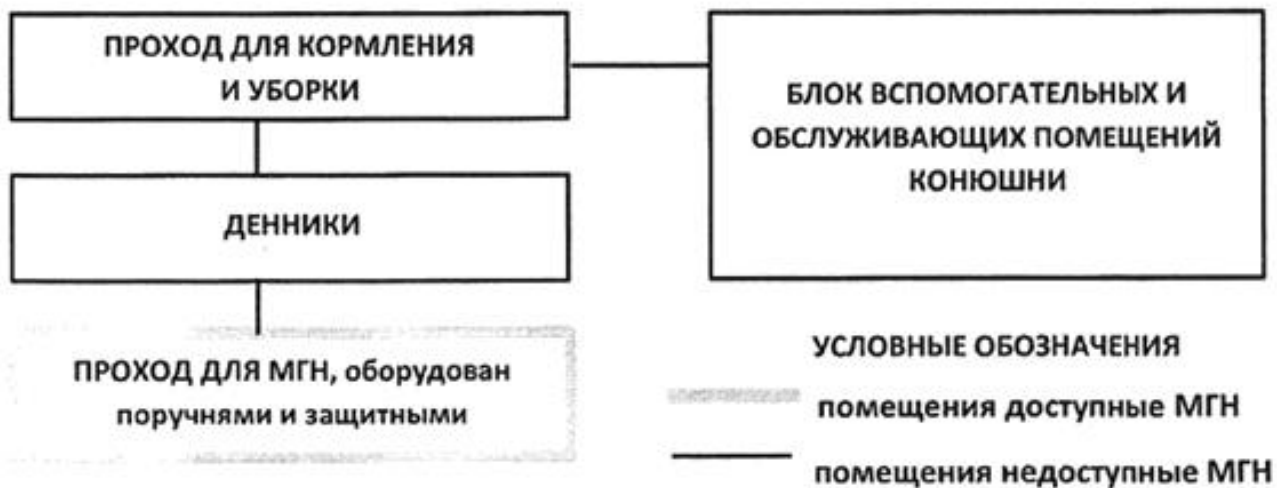 ПРОХОД ДЛЯ КОРМЛЕНИЯ
И УБОРКИ
БЛОК ВСПОМОГАТЕЛЬНЫХ И
ОБСЛУЖИВАЮЩИХ ПОМЕЩЕНИЙ
КОНЮШНИ
ДЕННИКИ
ПРОХОД ДЛЯ МГН, оборудован
поручнями и защитными
УСЛОВНЫЕ ОБОЗНАЧЕНИЯ
помещения доступные МГН
помещения недоступные МГН